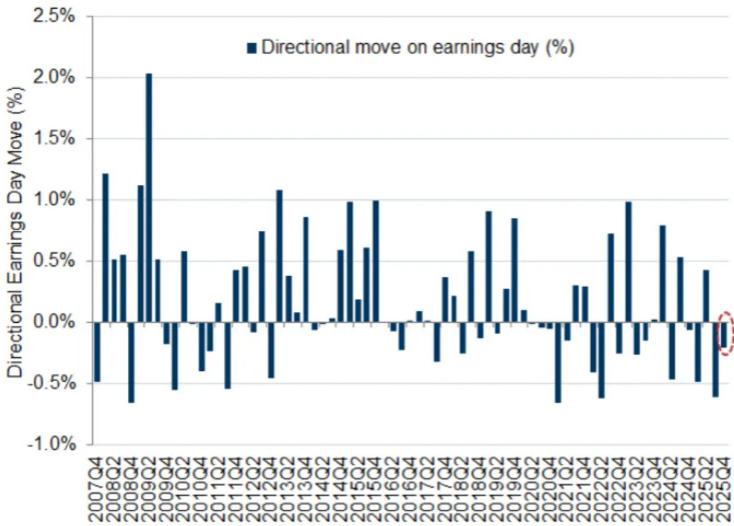 2.5%
Directional move on earnings day (%)
2.0%
1.5%
1.0%
0.5%
0.0%
-0.5%
-1.0%
Directional Earnings Day Move (%)
2007Q4
2008Q2
2008Q4
2009Q2
2009Q4
2010Q2
2010Q4
2011Q2
2011Q4
2012Q2
2012Q4
2013Q2
2013Q4
2014Q2
2014Q4
2015Q2
2015Q4
2016Q2
2016Q4
2017Q2
2017Q4
2018Q2
2018Q4
2019Q2
2019Q4
2020Q2
2020Q4
2021Q2
2021Q4
2022Q2
2022Q4
2023Q2
2023Q4
2024Q2
2024Q4
2025Q2
2025Q4